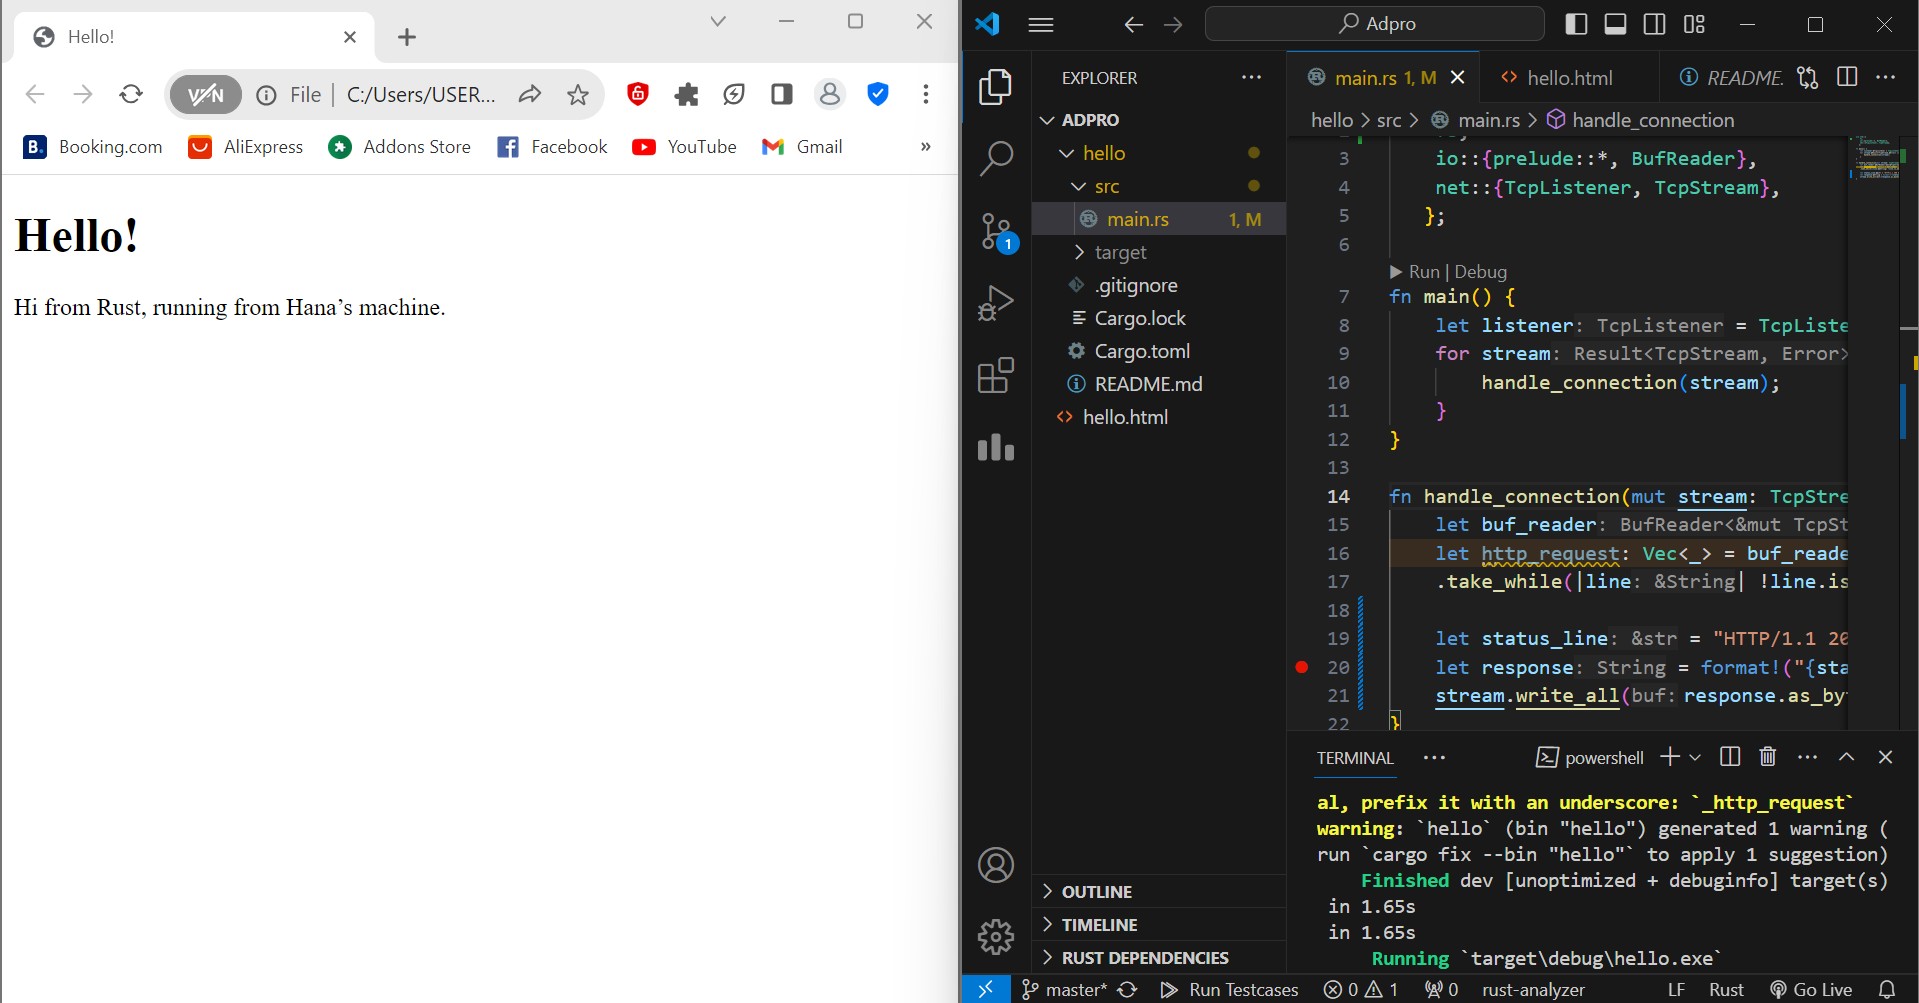 Hello!
VPN
File
C:/Users/USER...
Booking.com
AliExpress
Addons Store
Facebook
YouTube
Gmail
»
Hello!
Hi from Rust, running from Hana’s machine.
Adpro
EXPLORER
ADPRO
hello
src
main.rs 1, M
target
.gitignore
Cargo.lock
Cargo.toml
README.md
hello.html
OUTLINE
TIMELINE
RUST DEPENDENCIES
1
main.rs 1, M
hello.html
README.
hello > src > main.rs > handle_connection
3 io::{prelude::*, BufReader},
4 net::{TcpListener, TcpStream},
5 };
6
Run | Debug
7 fn main() {
8 let listener: TcpListener = TcpListe
9 for stream: Result<TcpStream, Error>
10 handle_connection(stream);
11 }
12 }
13
14 fn handle_connection(mut stream: TcpStre
15 let buf_reader: BufReader<&mut TcpSt
16 let http_request: Vec<_> = buf_reade
17 .take_while(|line: &String| !line.is
18
19 let status_line: &str = "HTTP/1.1 20
20 let response: String = format!("{sta
21 stream.write_all(buf: response.as_by
22 }
TERMINAL
powershell
al, prefix it with an underscore: `_http_request`
warning: `hello` (bin "hello") generated 1 warning (
run `cargo fix --bin "hello"` to apply 1 suggestion)
Finished dev [unoptimized + debuginfo] target(s)
in 1.65s
in 1.65s
Running `target\debug\hello.exe`
master*
Run Testcases
0 1
0
rust-analyzer
LF
Rust
Go Live